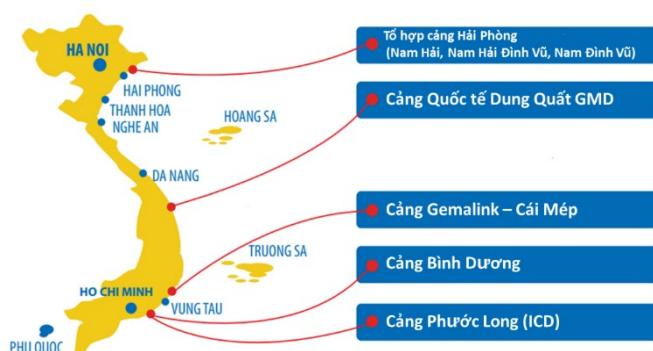 HA NOI
HAI PHONG
THANH HOA
NGHE AN
HOANG SA
DA NANG
TRUONG SA
HO CHI MINH
VUNG TAU
PHU QUOC
Tổ hợp cảng Hải Phòng
(Nam Hải, Nam Hải Đình Vũ, Nam Đình Vũ)
Cảng Quốc tế Dung Quất GMD
Cảng Gemalink – Cái Mép
Cảng Bình Dương
Cảng Phước Long (ICD)